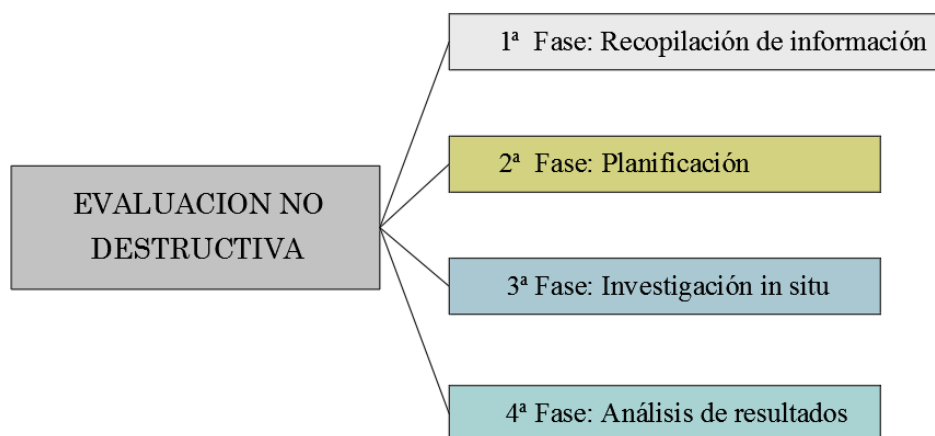 EVALUACION NO
DESTRUCTIVA
1ª Fase: Recopilación de información
2ª Fase: Planificación
3ª Fase: Investigación in situ
4ª Fase: Análisis de resultados